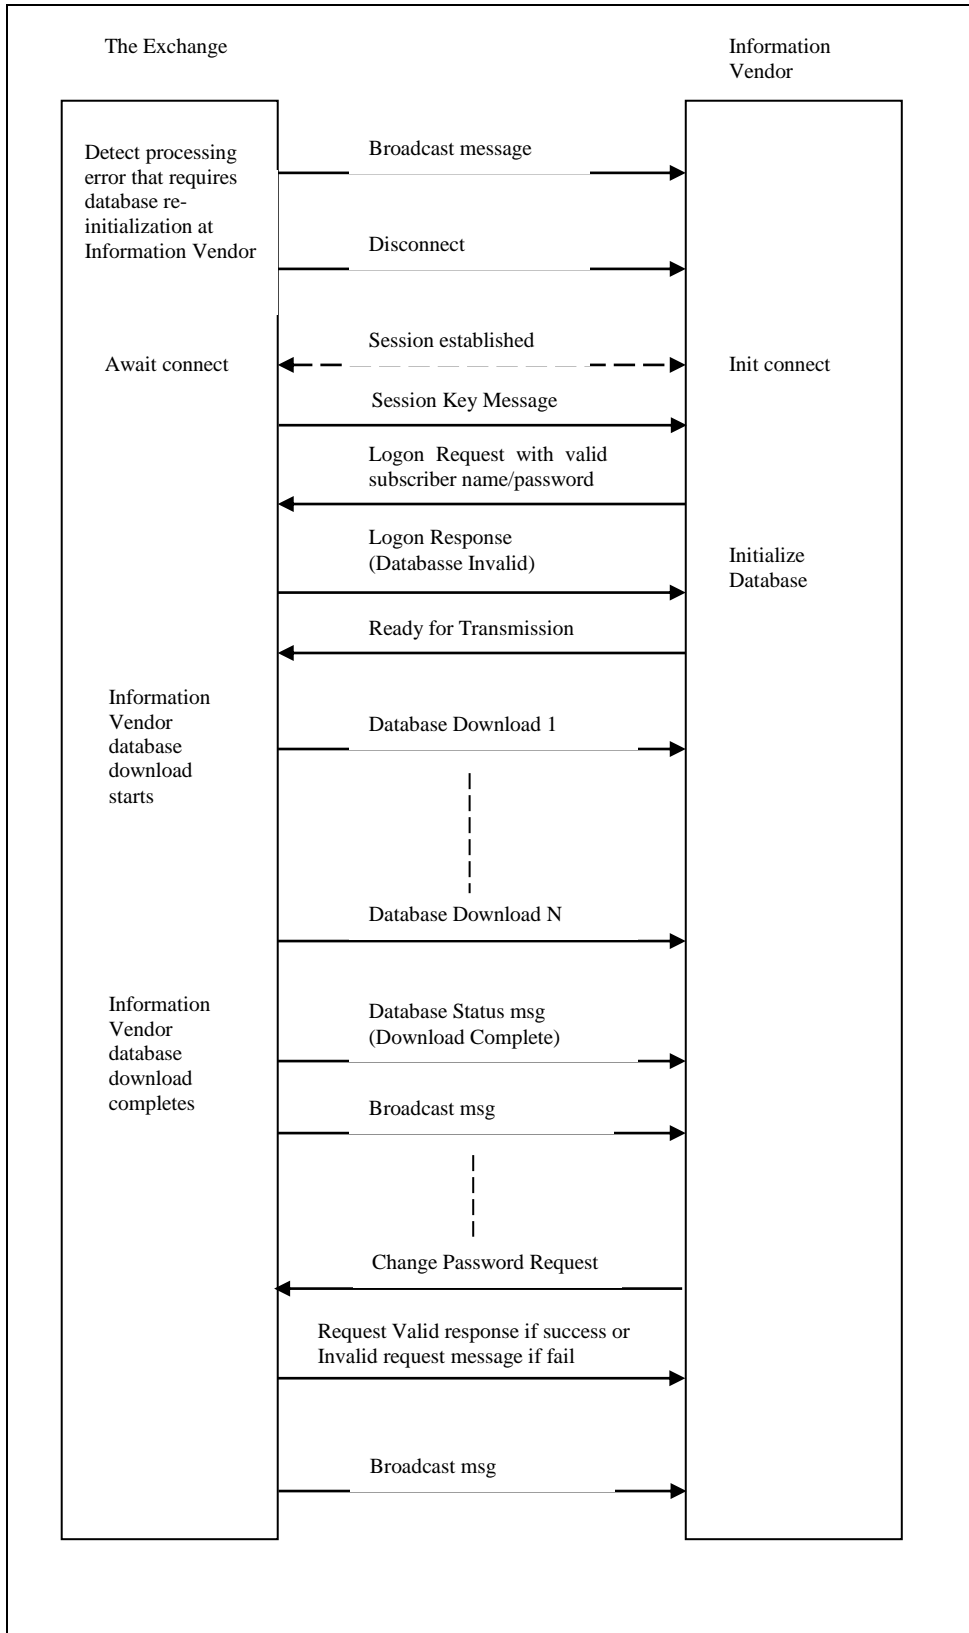 The Exchange
Information
Vendor
Detect processing
error that requires
database re-
initialization at
Information Vendor
Broadcast message
Disconnect
Await connect
Session established
Init connect
Session Key Message
Logon Request with valid
subscriber name/password
Logon Response
(Databasse Invalid)
Initialize
Database
Ready for Transmission
Information
Vendor
database
download
starts
Database Download 1
Database Download N
Information
Vendor
database
download
completes
Database Status msg
(Download Complete)
Broadcast msg
Change Password Request
Request Valid response if success or
Invalid request message if fail
Broadcast msg